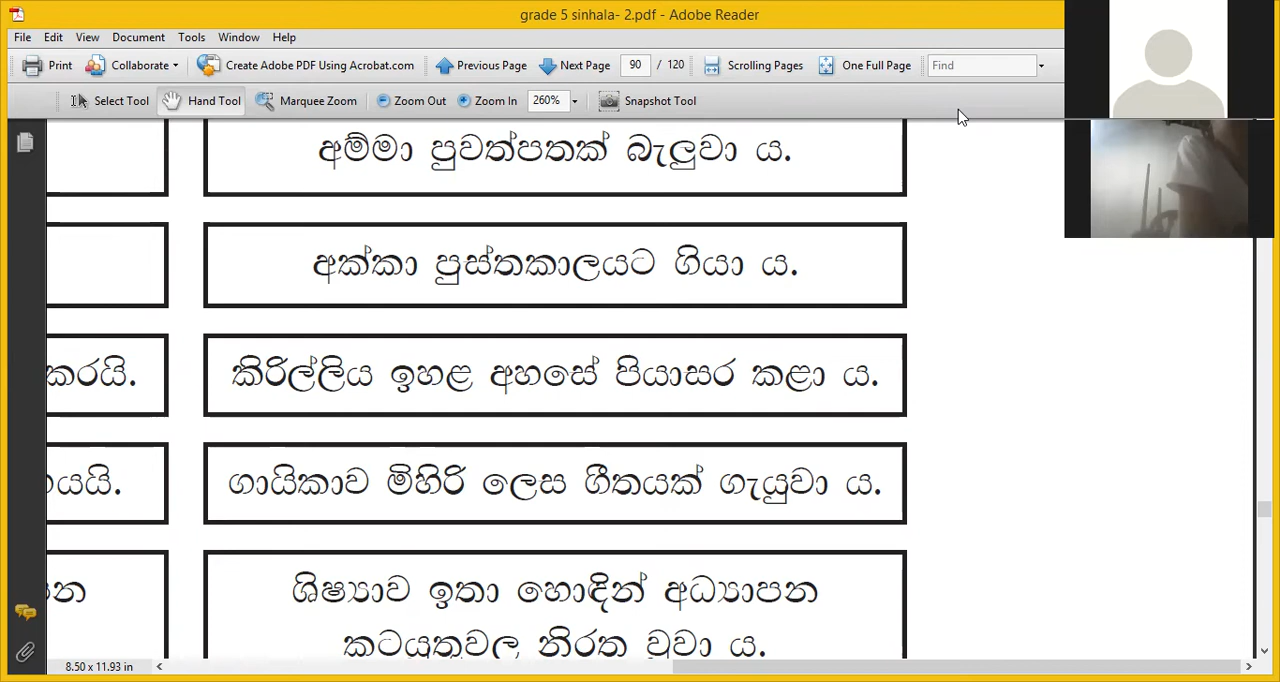 grade 5 sinhala- 2.pdf - Adobe Reader
File Edit View Document Tools Window Help
Print Collaborate Create Adobe PDF Using Acrobat.com Previous Page Next Page 90 / 120 Scrolling Pages One Full Page Find
Select Tool Hand Tool Marquee Zoom Zoom Out Zoom In 260% Snapshot Tool
අම්මා පුවත්පතක් බැලුවා ය.
අක්කා පුස්තකාලයට ගියා ය.
කරයි. කිරිල්ලිය ඉහළ අහසේ පියාසර කළා ය.
යයි. ගායිකාව මිහිරි ලෙස ගීතයක් ගැයුවා ය.
න ශිෂ්‍යාව ඉතා හොඳින් අධ්‍යාපන
කටයුතුවල නිරත වූවා ය.
8.50 x 11.93 in